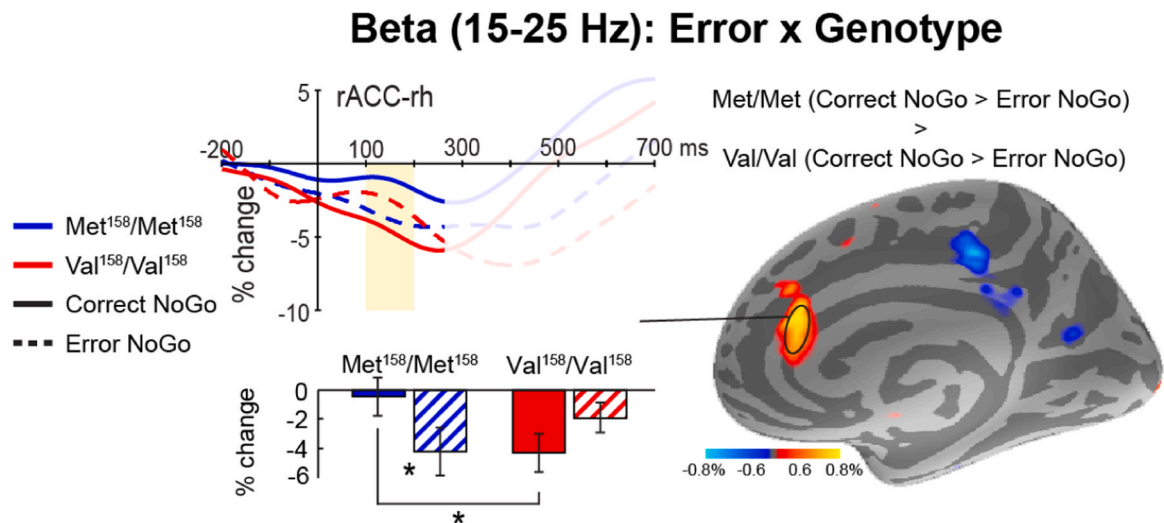 Beta (15-25 Hz): Error x Genotype
5
rACC-rh
-200
100
300
500
700 ms
-5
-10
% change
Met¹⁵⁸/Met¹⁵⁸
Val¹⁵⁸/Val¹⁵⁸
Correct NoGo
Error NoGo
Met/Met (Correct NoGo > Error NoGo)
>
Val/Val (Correct NoGo > Error NoGo)
Met¹⁵⁸/Met¹⁵⁸ Val¹⁵⁸/Val¹⁵⁸
% change
0
-2
-4
-6
*
*
-0.8% -0.6 0.6 0.8%